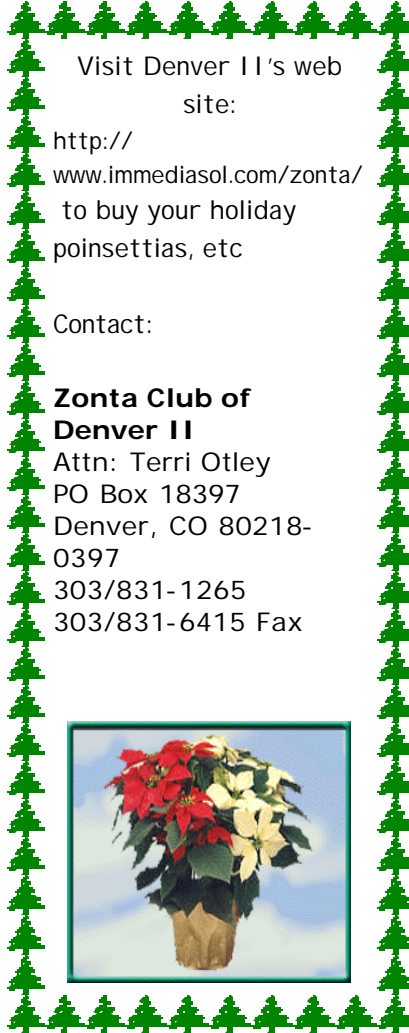 Visit Denver II's web
site:
http://
www.immediasol.com/zonta/
to buy your holiday
poinsettias, etc
Contact:
Zonta Club of
Denver II
Attn: Terri Otley
PO Box 18397
Denver, CO 80218-
0397
303/831-1265
303/831-6415 Fax